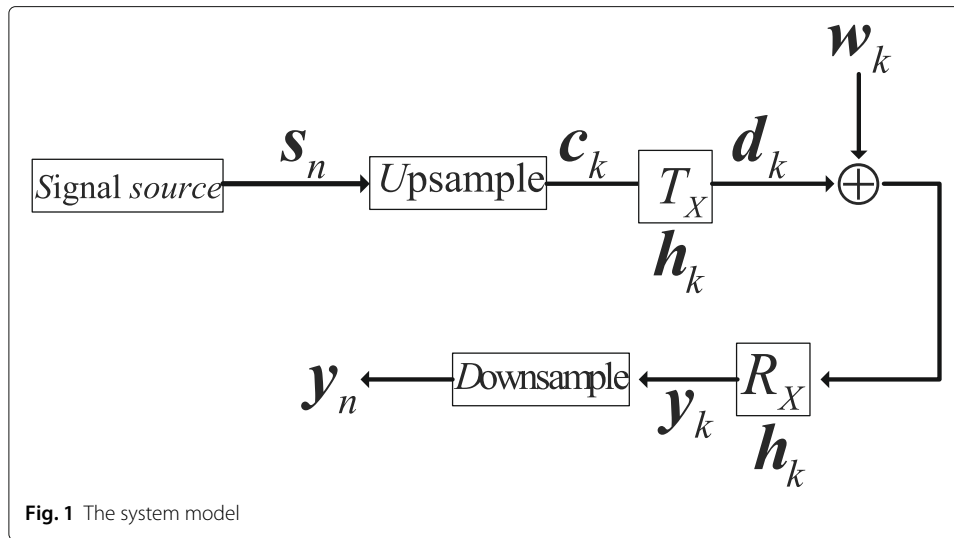 w_k
s_n
c_k
d_k
Signal source
Upsample
T_X
h_k
y_n
Downsample
y_k
R_X
h_k
Fig. 1 The system model